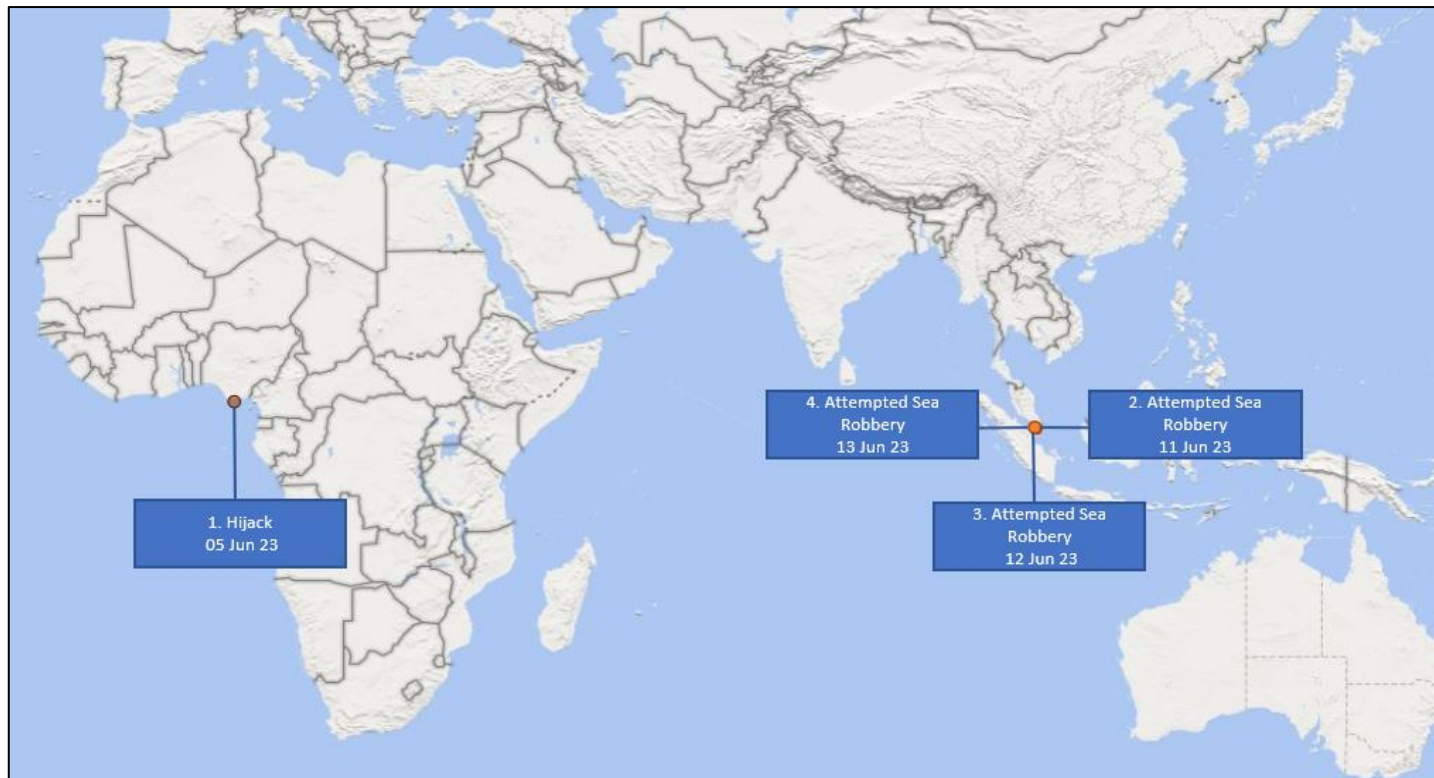 1. Hijack
05 Jun 23
4. Attempted Sea
Robbery
13 Jun 23
2. Attempted Sea
Robbery
11 Jun 23
3. Attempted Sea
Robbery
12 Jun 23